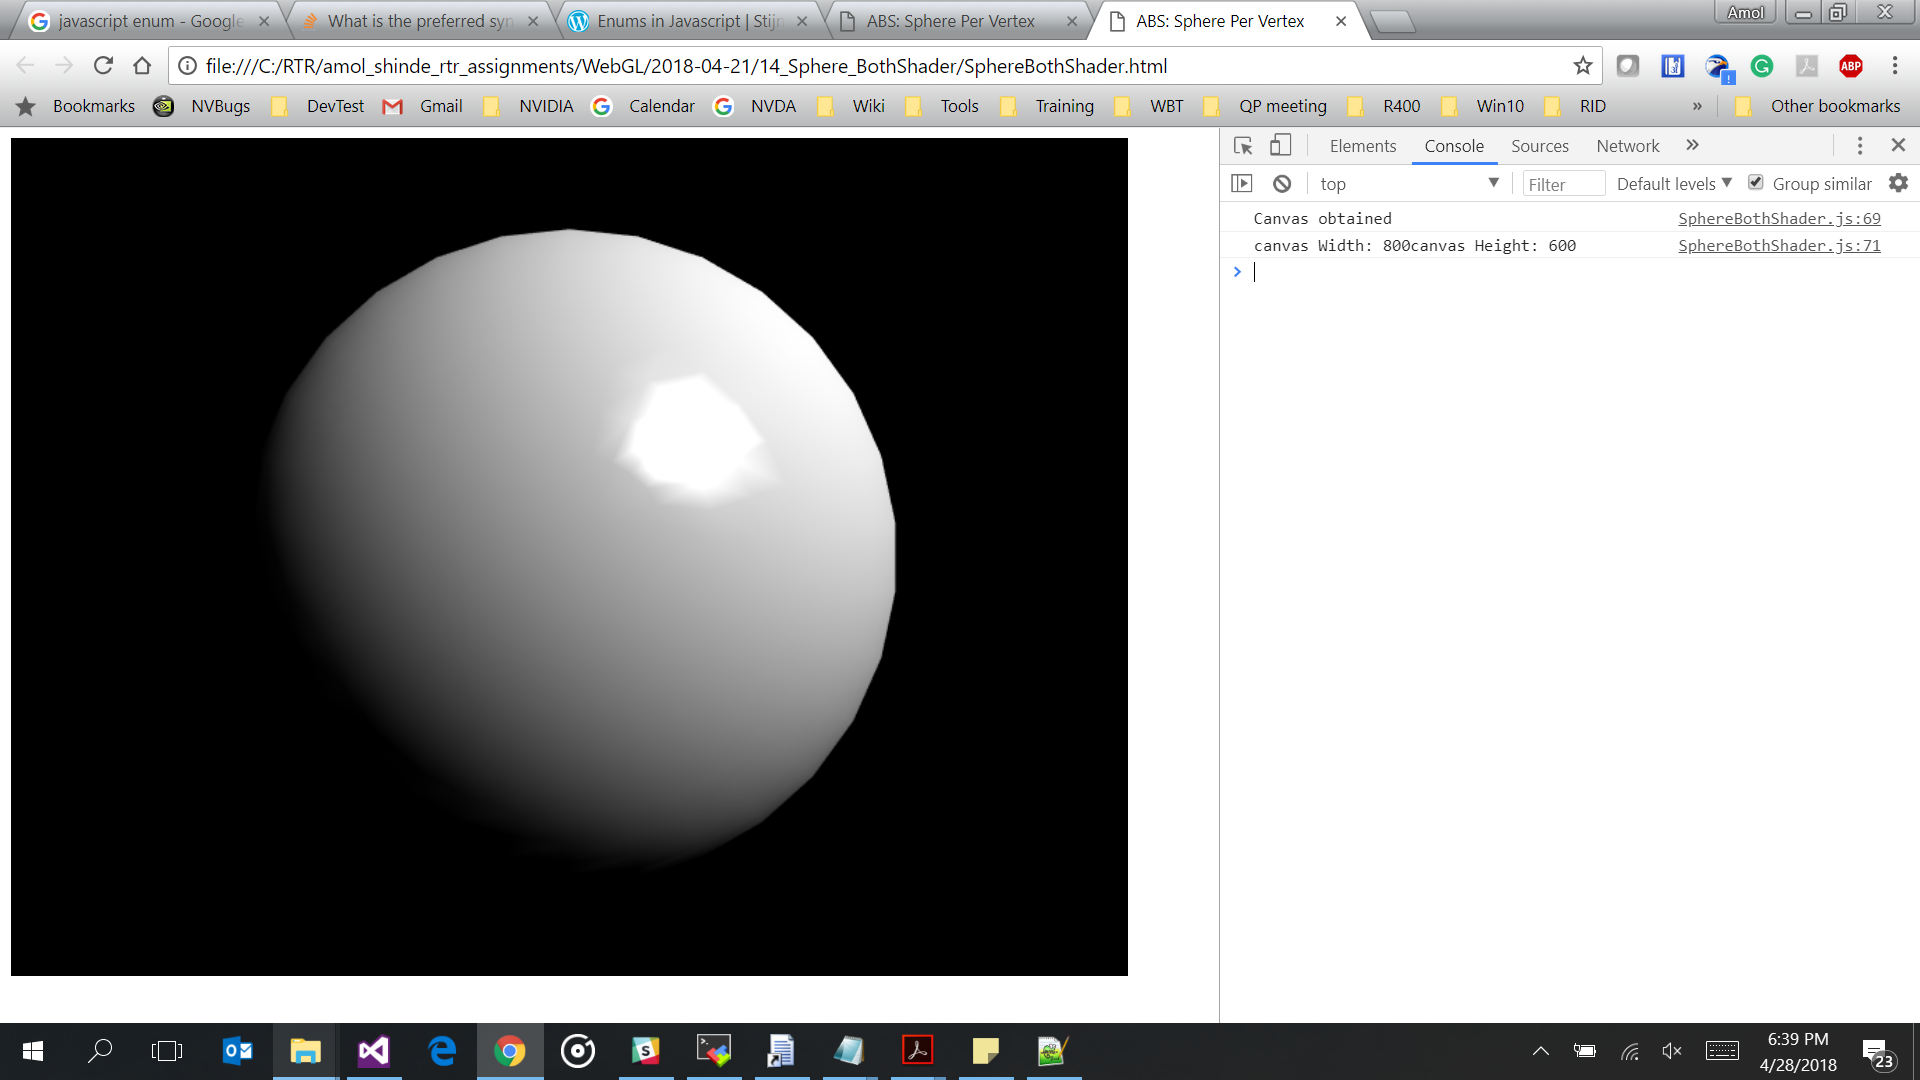 javascript enum - Google
What is the preferred syn
Enums in Javascript | Stijn
ABS: Sphere Per Vertex
ABS: Sphere Per Vertex
Amol
file:///C:/RTR/amol_shinde_rtr_assignments/WebGL/2018-04-21/14_Sphere_BothShader/SphereBothShader.html
ABP
Bookmarks NVBugs DevTest Gmail NVIDIA Calendar NVDA Wiki Tools Training WBT QP meeting R400 Win10 RID » Other bookmarks
Elements Console Sources Network »
top Filter Default levels Group similar
Canvas obtained SphereBothShader.js:69
canvas Width: 800canvas Height: 600 SphereBothShader.js:71
6:39 PM
4/28/2018
23